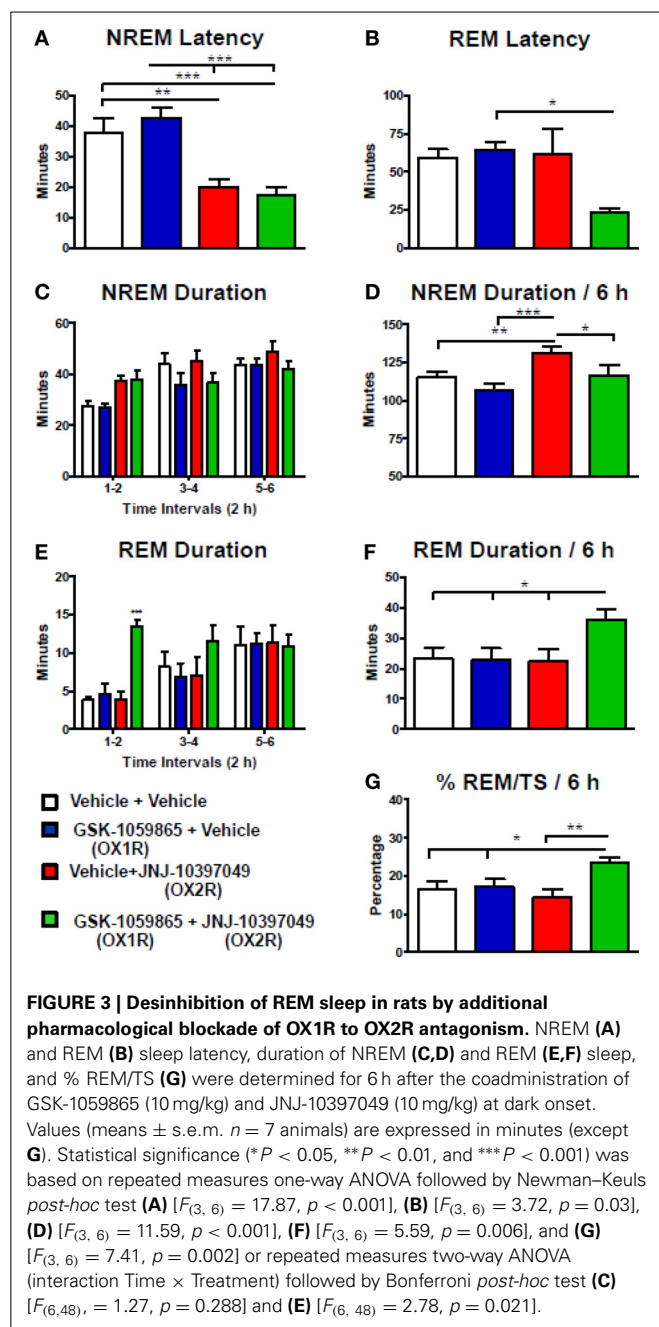 A
NREM Latency
***
***
**
50
40
30
20
10
0
Minutes
B
REM Latency
*
100
75
50
25
0
Minutes
C
NREM Duration
60
40
20
0
Minutes
1-2
3-4
5-6
Time Intervals (2 h)
D
NREM Duration / 6 h
***
**
*
150
125
100
75
50
Minutes
E
REM Duration
20
15
10
5
0
Minutes
***
1-2
3-4
5-6
Time Intervals (2 h)
F
REM Duration / 6 h
*
50
40
30
20
10
0
Minutes
Vehicle + Vehicle
GSK-1059865 + Vehicle
(OX1R)
Vehicle+JNJ-10397049
(OX2R)
GSK-1059865 + JNJ-10397049
(OX1R) (OX2R)
G
% REM/TS / 6 h
*
**
40
30
20
10
0
Percentage
FIGURE 3 | Desinhibition of REM sleep in rats by additional
pharmacological blockade of OX1R to OX2R antagonism. NREM (A)
and REM (B) sleep latency, duration of NREM (C,D) and REM (E,F) sleep,
and % REM/TS (G) were determined for 6 h after the coadministration of
GSK-1059865 (10 mg/kg) and JNJ-10397049 (10 mg/kg) at dark onset.
Values (means ± s.e.m. n = 7 animals) are expressed in minutes (except
G). Statistical significance (*P < 0.05, **P < 0.01, and ***P < 0.001) was
based on repeated measures one-way ANOVA followed by Newman–Keuls
post-hoc test (A) [F(3, 6) = 17.87, p < 0.001], (B) [F(3, 6) = 3.72, p = 0.03],
(D) [F(3, 6) = 11.59, p < 0.001], (F) [F(3, 6) = 5.59, p = 0.006], and (G)
[F(3, 6) = 7.41, p = 0.002] or repeated measures two-way ANOVA
(interaction Time × Treatment) followed by Bonferroni post-hoc test (C)
[F(6,48), = 1.27, p = 0.288] and (E) [F(6, 48) = 2.78, p = 0.021].